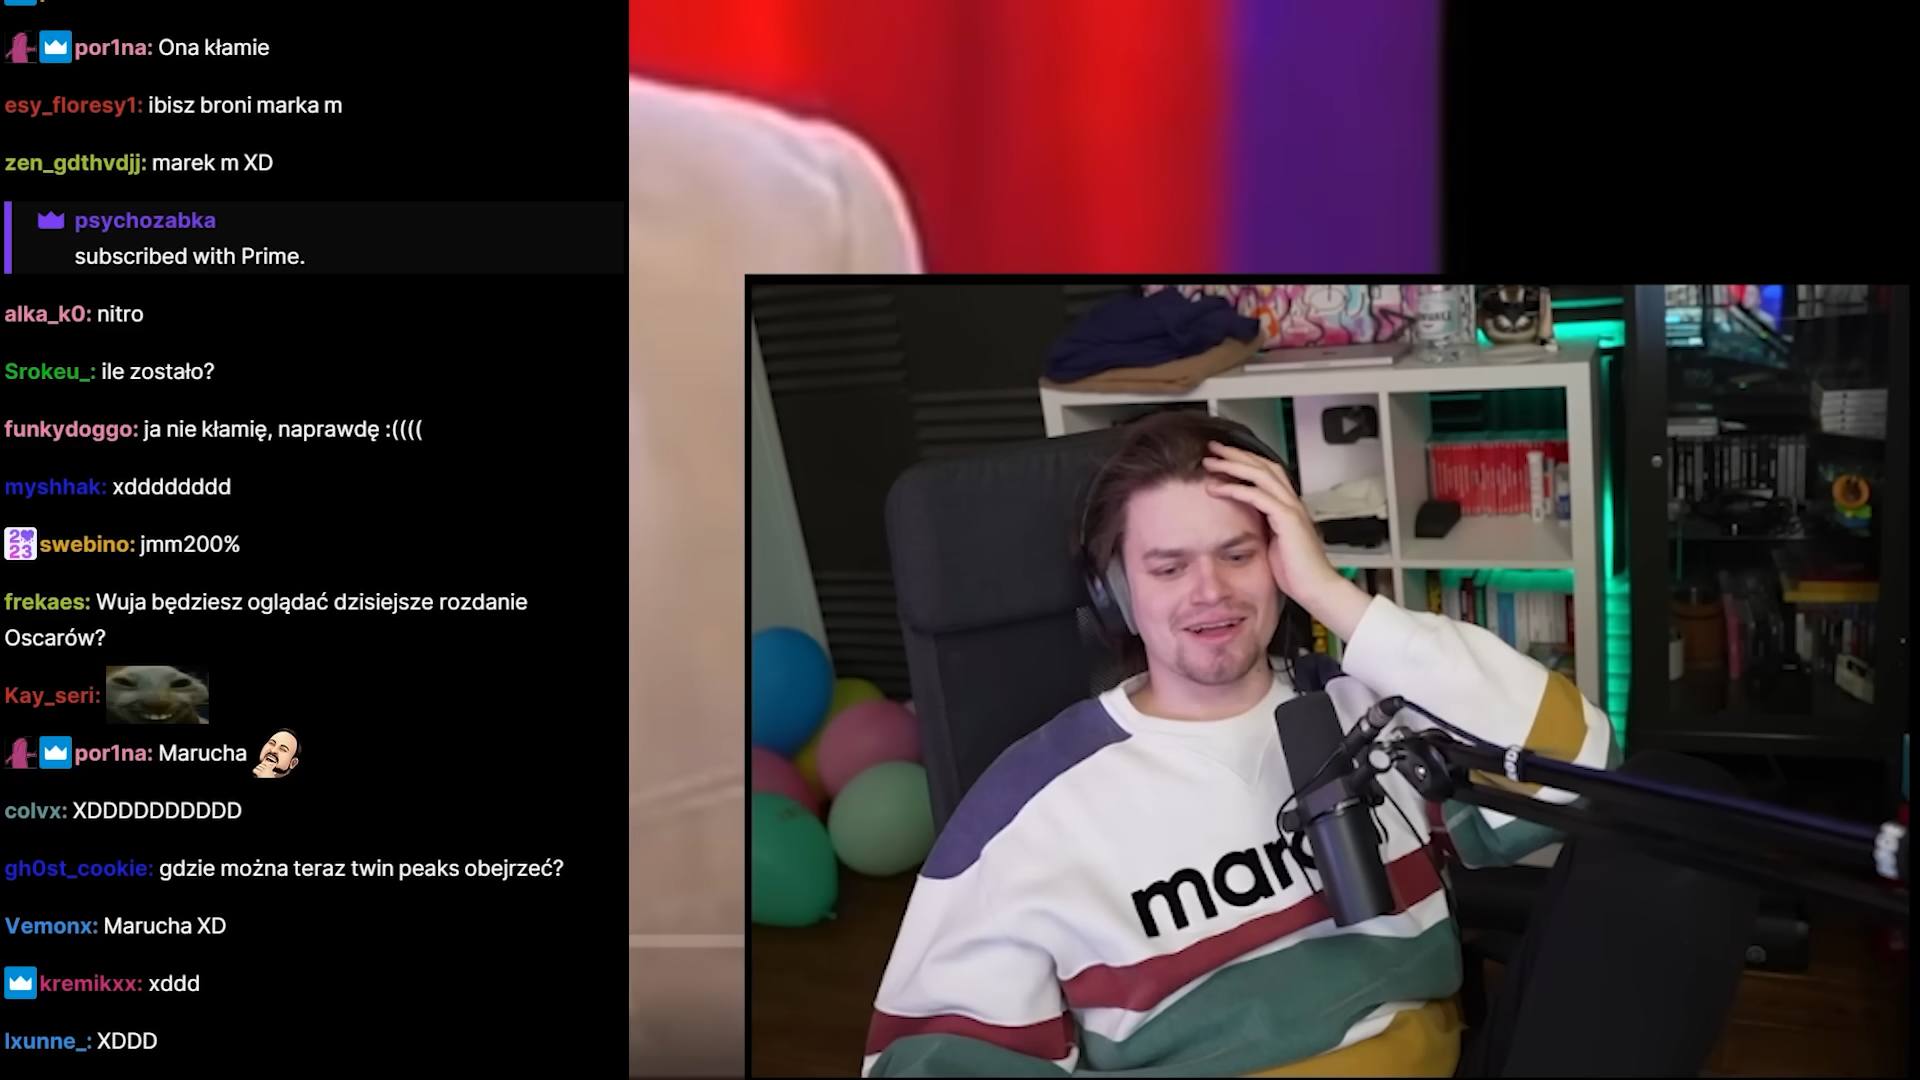 por1na: Ona kłamie
esy_floresy1: ibisz broni marka m
zen_gdthvdjj: marek m XD
psychozabka
subscribed with Prime.
alka_k0: nitro
Srokeu_: ile zostało?
funkydoggo: ja nie kłamię, naprawdę :((((
myshhak: xdddddddd
2023
swebino: jmm200%
frekaes: Wuja będziesz oglądać dzisiejsze rozdanie
Oscarów?
Kay_seri:
por1na: Marucha
colvx: XDDDDDDDDDD
gh0st_cookie: gdzie można teraz twin peaks obejrzeć?
Vemonx: Marucha XD
kremikxx: xddd
lxunne_: XDDD